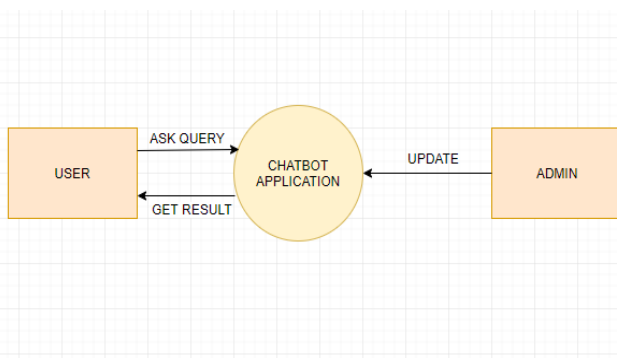 ASK QUERY
USER
GET RESULT
CHATBOT
APPLICATION
UPDATE
ADMIN